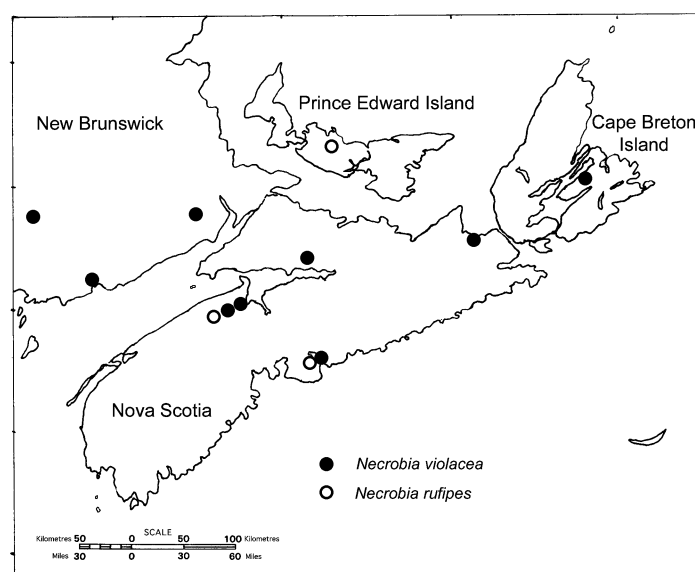 Prince Edward Island
New Brunswick
Cape Breton
Island
Nova Scotia
Necrobia violacea
Necrobia rufipes
SCALE
Kilometres 50 0 50 100 Kilometres
Miles 30 0 30 60 Miles